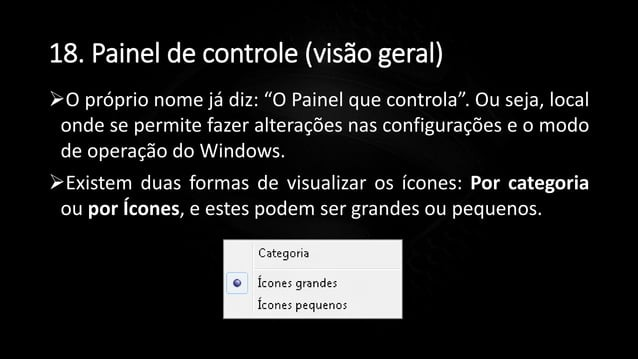 18. Painel de controle (visão geral)
➢O próprio nome já diz: “O Painel que controla”. Ou seja, local
onde se permite fazer alterações nas configurações e o modo
de operação do Windows.
➢Existem duas formas de visualizar os ícones: Por categoria
ou por Ícones, e estes podem ser grandes ou pequenos.
Categoria
Ícones grandes
Ícones pequenos